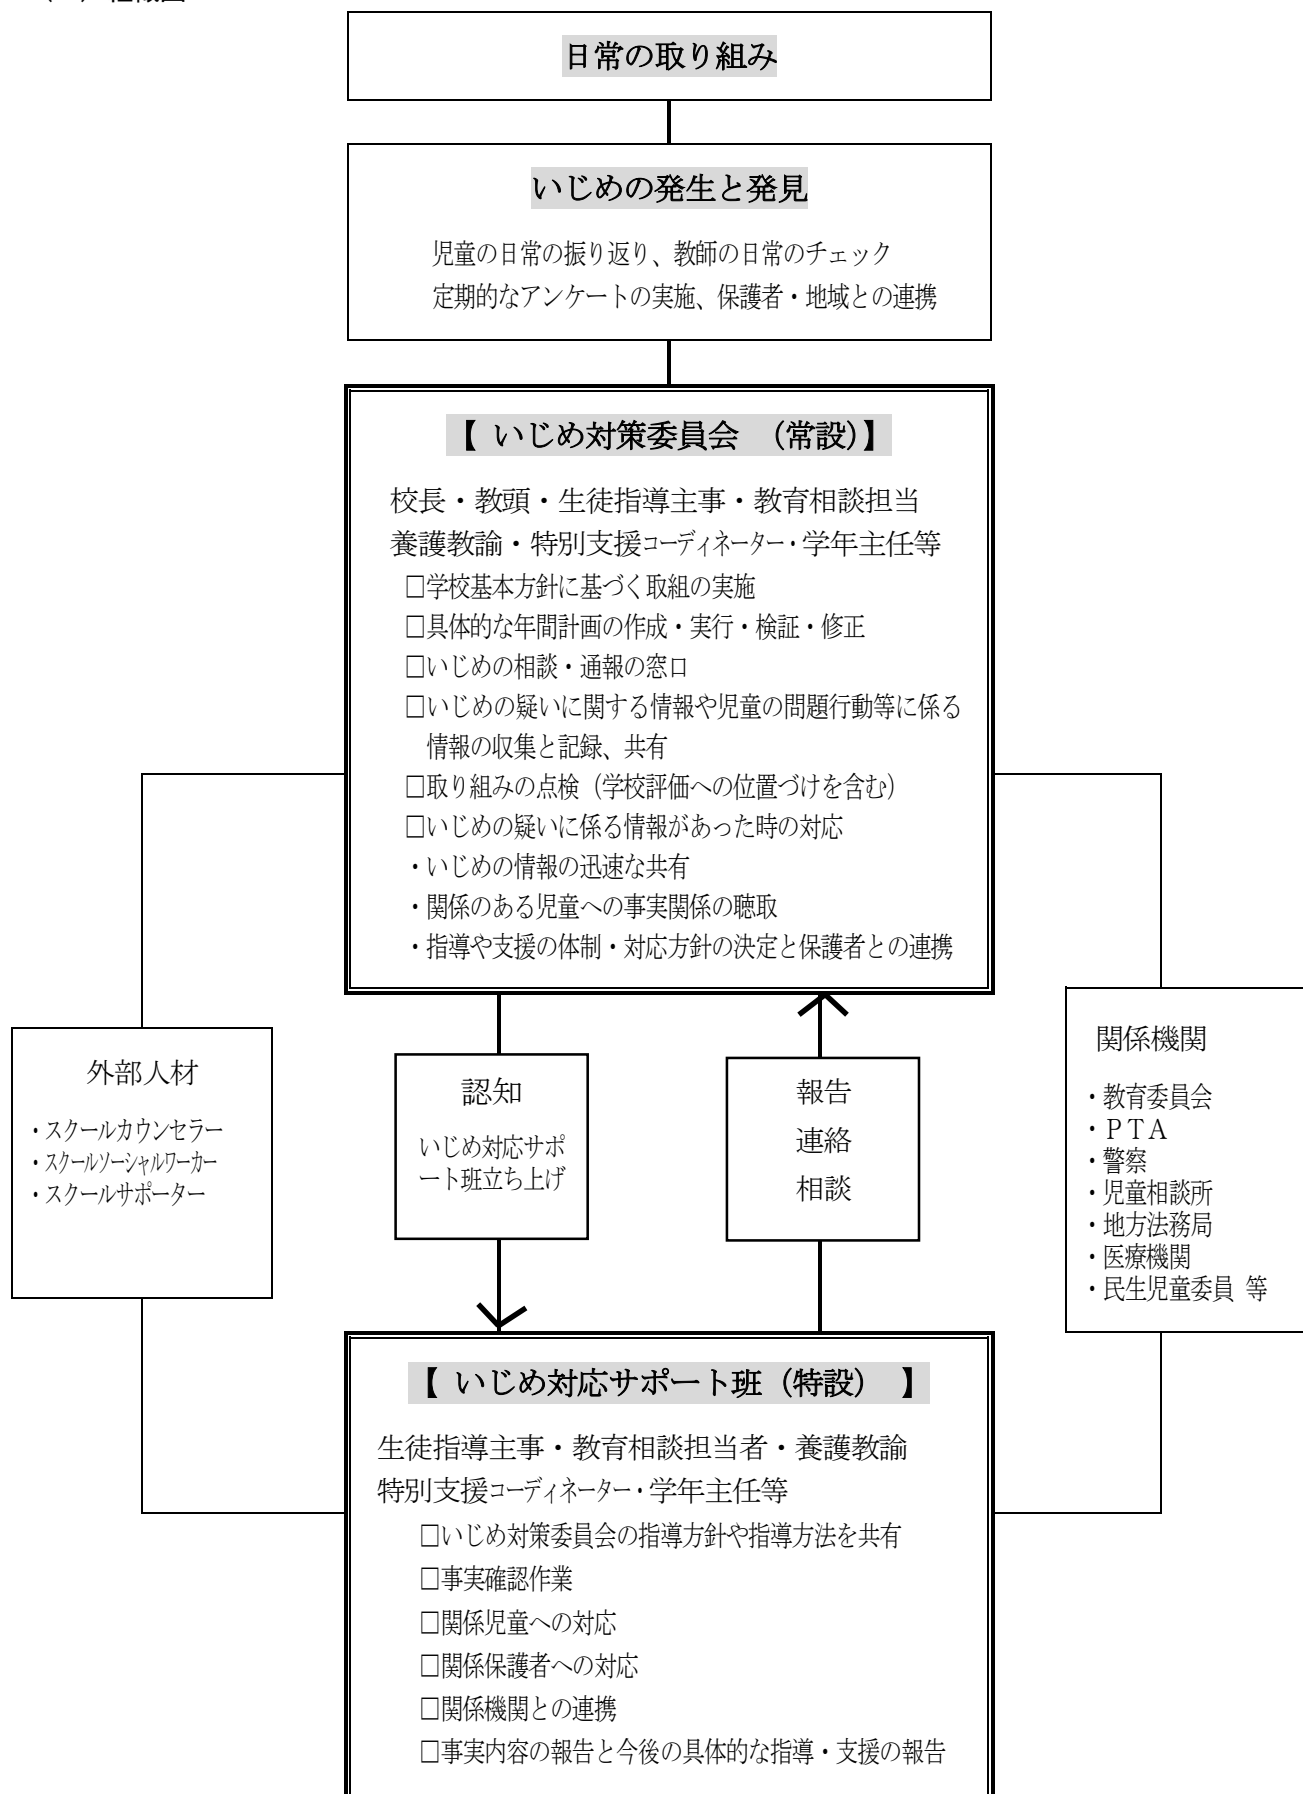 日常の取り組み
いじめの発生と発見
児童の日常の振り返り、教師の日常のチェック
定期的なアンケートの実施、保護者・地域との連携
【 いじめ対策委員会 （常設）】
校長・教頭・生徒指導主事・教育相談担当
養護教諭・特別支援コーディネーター・学年主任等
□学校基本方針に基づく取組の実施
□具体的な年間計画の作成・実行・検証・修正
□いじめの相談・通報の窓口
□いじめの疑いに関する情報や児童の問題行動等に係る
情報の収集と記録、共有
□取り組みの点検（学校評価への位置づけを含む）
□いじめの疑いに係る情報があった時の対応
・いじめの情報の迅速な共有
・関係のある児童への事実関係の聴取
・指導や支援の体制・対応方針の決定と保護者との連携
外部人材
・スクールカウンセラー
・スクールソーシャルワーカー
・スクールサポーター
認知
いじめ対応サポ
ート班立ち上げ
報告
連絡
相談
関係機関
・教育委員会
・ＰＴＡ
・警察
・児童相談所
・地方法務局
・医療機関
・民生児童委員 等
【 いじめ対応サポート班（特設） 】
生徒指導主事・教育相談担当者・養護教諭
特別支援コーディネーター・学年主任等
□いじめ対策委員会の指導方針や指導方法を共有
□事実確認作業
□関係児童への対応
□関係保護者への対応
□関係機関との連携
□事実内容の報告と今後の具体的な指導・支援の報告